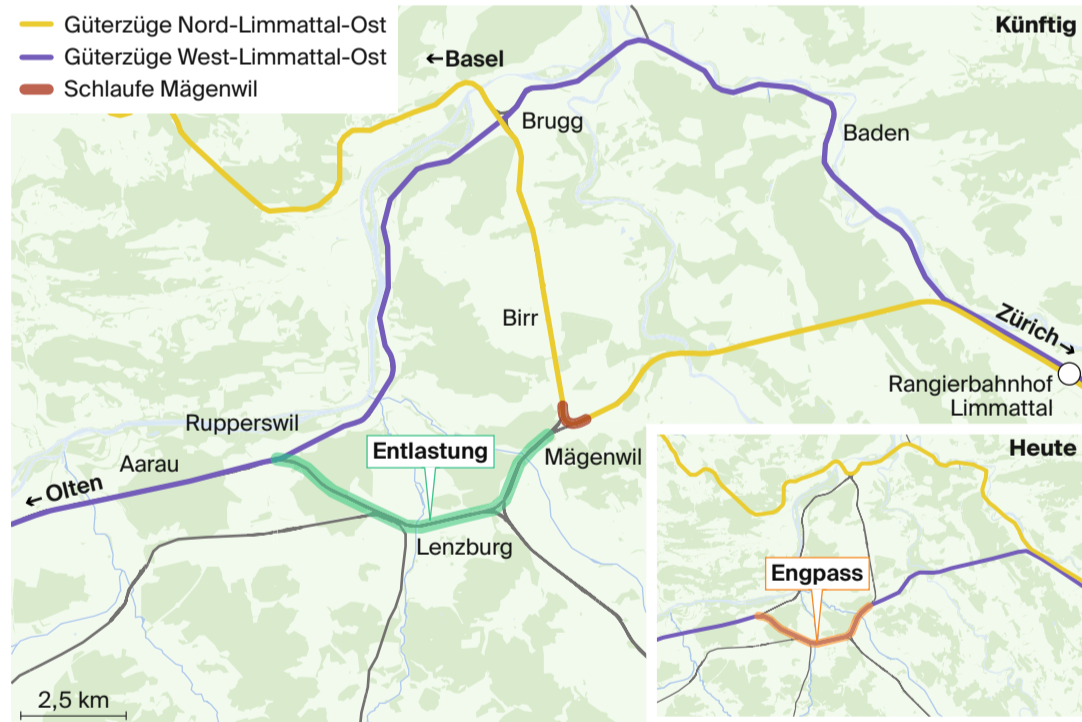 Güterzüge Nord-Limmattal-Ost
Güterzüge West-Limmattal-Ost
Schlaufe Mägenwil
Künftig
←Basel
Brugg
Baden
Birr
Zürich→
Rangierbahnhof
Limmattal
Rupperswil
Aarau
← Olten
Entlastung
Mägenwil
Lenzburg
2,5 km
Heute
Engpass